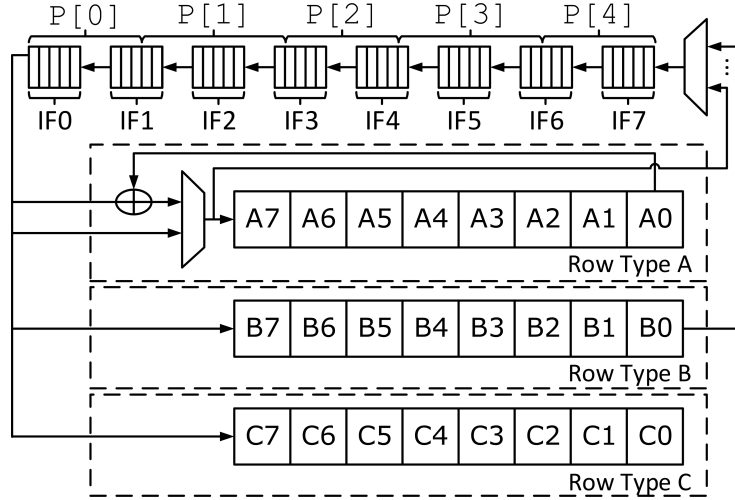 P[0] P[1] P[2] P[3] P[4]
IF0 IF1 IF2 IF3 IF4 IF5 IF6 IF7
A7 A6 A5 A4 A3 A2 A1 A0
Row Type A
B7 B6 B5 B4 B3 B2 B1 B0
Row Type B
C7 C6 C5 C4 C3 C2 C1 C0
Row Type C